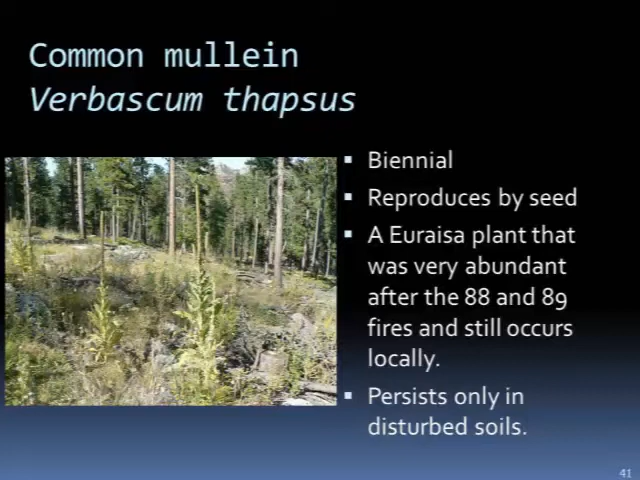 Common mullein
Verbascum thapsus
▪ Biennial
▪ Reproduces by seed
▪ A Euraisa plant that
was very abundant
after the 88 and 89
fires and still occurs
locally.
▪ Persists only in
disturbed soils.
41